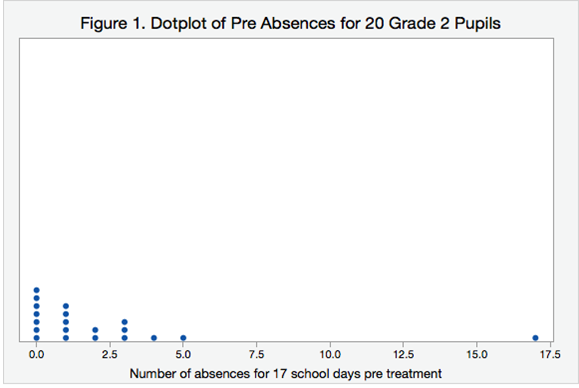 Figure 1. Dotplot of Pre Absences for 20 Grade 2 Pupils
0.0 2.5 5.0 7.5 10.0 12.5 15.0 17.5
Number of absences for 17 school days pre treatment